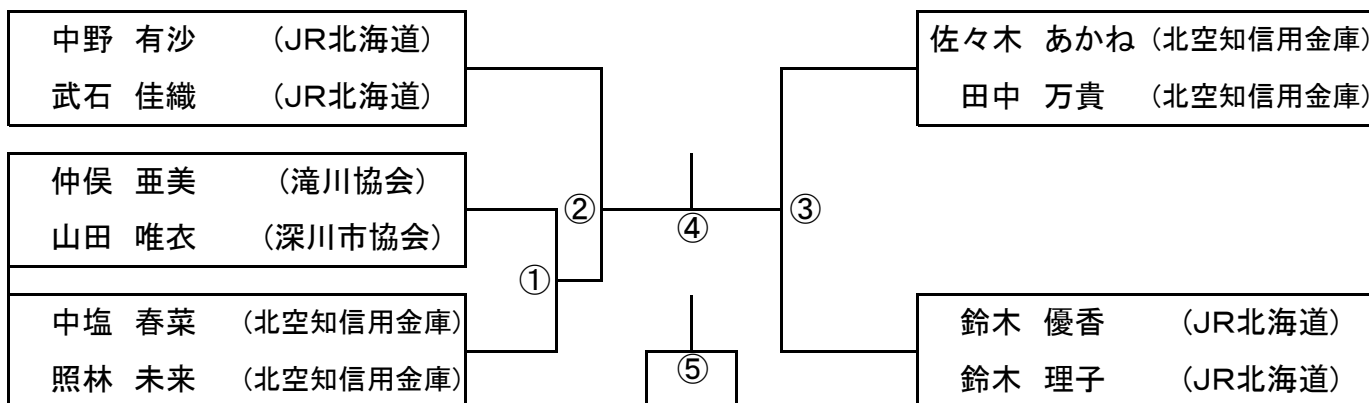 中野 有沙 (JR北海道)
武石 佳織 (JR北海道)
仲俣 亜美 (滝川協会)
山田 唯衣 (深川市協会)
中塩 春菜 (北空知信用金庫)
照林 未来 (北空知信用金庫)
①
②
④
⑤
③
佐々木 あかね (北空知信用金庫)
田中 万貴 (北空知信用金庫)
鈴木 優香 (JR北海道)
鈴木 理子 (JR北海道)